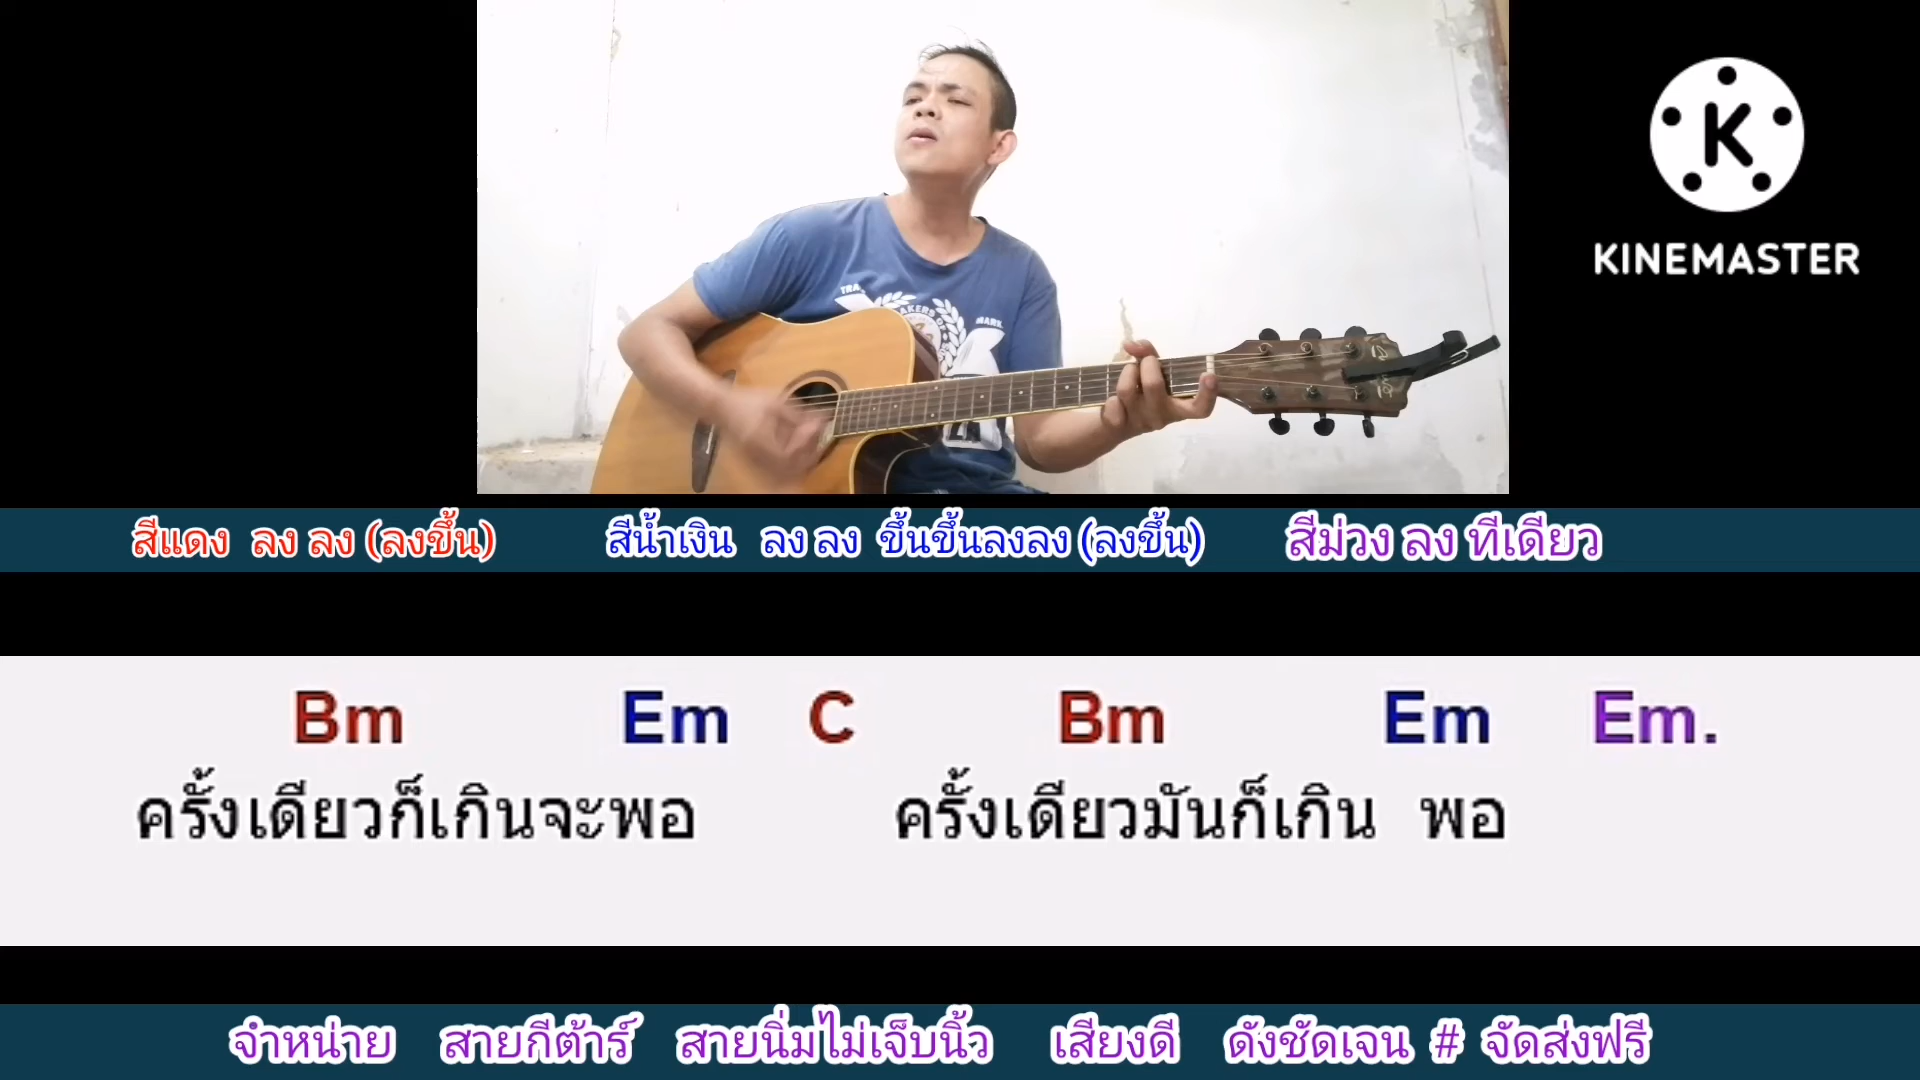 K
KINEMASTER
TRA
AKERS OF
MARK
สีแดง ลง ลง (ลงขึ้น) สีน้ำเงิน ลง ลง ขึ้นขึ้นลงลง (ลงขึ้น) สีม่วง ลง ทีเดียว
Bm Em C Bm Em Em.
ครั้งเดียวก็เกินจะพอ ครั้งเดียวมันก็เกิน พอ
จำหน่าย สายกีต้าร์ สายนิ่มไม่เจ็บนิ้ว เสียงดี ดังชัดเจน # จัดส่งฟรี